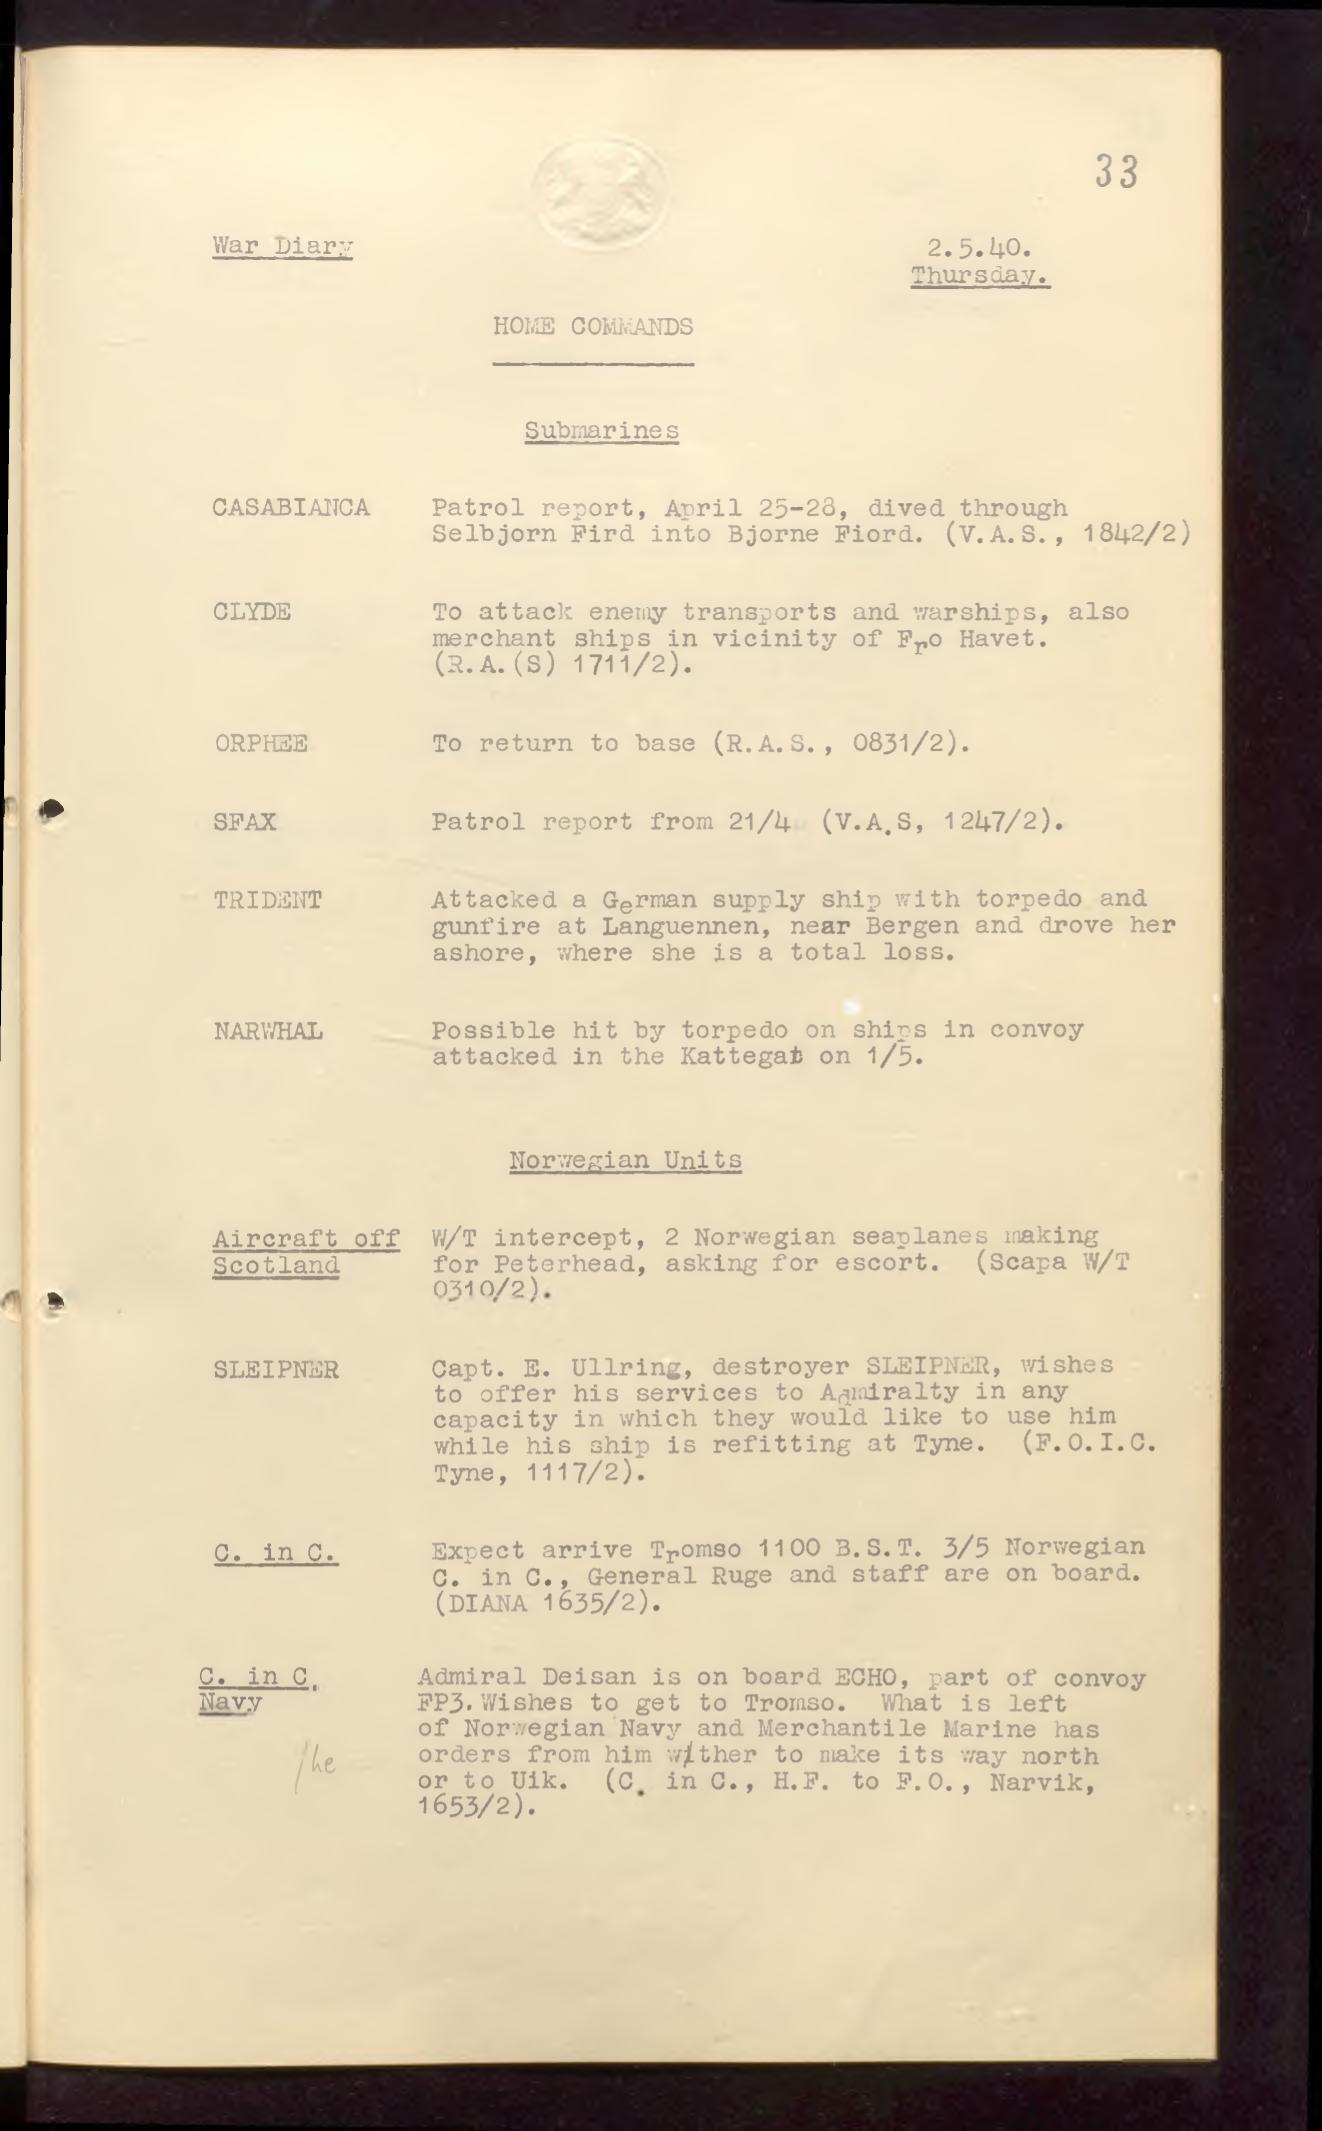 33
War Diary
2.5.40.
Thursday.
HOME COMMANDS
Submarines
CASABIANCA Patrol report, April 25-28, dived through
Selbjorn Fird into Bjorne Fiord. (V.A.S., 1842/2)
CLYDE To attack enemy transports and warships, also
merchant ships in vicinity of Fro Havet.
(R.A.(S) 1711/2).
ORPHEE To return to base (R.A.S., 0831/2).
SFAX Patrol report from 21/4 (V.A.S, 1247/2).
TRIDENT Attacked a German supply ship with torpedo and
gunfire at Languennen, near Bergen and drove her
ashore, where she is a total loss.
NARWHAL Possible hit by torpedo on ships in convoy
attacked in the Kattegat on 1/5.
Norwegian Units
Aircraft off W/T intercept, 2 Norwegian seaplanes making
Scotland for Peterhead, asking for escort. (Scapa W/T
0310/2).
SLEIPNER Capt. E. Ullring, destroyer SLEIPNER, wishes
to offer his services to Admiralty in any
capacity in which they would like to use him
while his ship is refitting at Tyne. (F.O.I.C.
Tyne, 1117/2).
C. in C. Expect arrive Tromso 1100 B.S.T. 3/5 Norwegian
C. in C., General Ruge and staff are on board.
(DIANA 1635/2).
C. in C. Admiral Deisan is on board ECHO, part of convoy
Navy FP3. Wishes to get to Tromso. What is left
of Norwegian Navy and Merchantile Marine has
/he orders from him wither to make its way north
or to Uik. (C. in C., H.F. to F.O., Narvik,
1653/2).